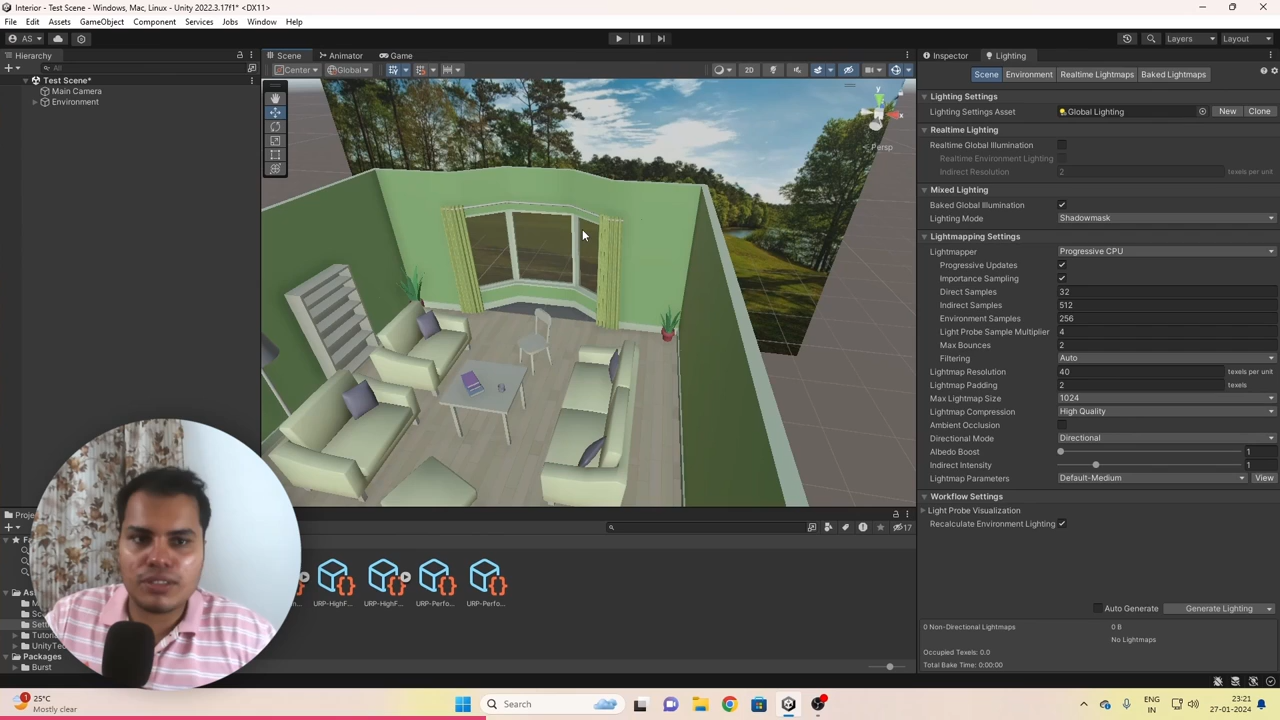 Interior - Test Scene - Windows, Mac, Linux - Unity 2022.3.17f1* <DX11>
File Edit Assets GameObject Component Services Jobs Window Help
AS Layers Layout
Hierarchy Scene Animator Game Inspector Lighting
All Center Global 2D Scene Environment Realtime Lightmaps Baked Lightmaps
Test Scene*
Main Camera
Environment
y
x
Persp
Lighting Settings
Lighting Settings Asset Global Lighting New Clone
Realtime Lighting
Realtime Global Illumination
Realtime Environment Lighting
Indirect Resolution 2 texels per unit
Mixed Lighting
Baked Global Illumination
Lighting Mode Shadowmask
Lightmapping Settings
Lightmapper Progressive CPU
Progressive Updates
Importance Sampling
Direct Samples 32
Indirect Samples 512
Environment Samples 256
Light Probe Sample Multiplier 4
Max Bounces 2
Filtering Auto
Lightmap Resolution 40 texels per unit
Lightmap Padding 2 texels
Max Lightmap Size 1024
Lightmap Compression High Quality
Ambient Occlusion
Directional Mode Directional
Albedo Boost 1
Indirect Intensity 1
Lightmap Parameters Default-Medium View
Workflow Settings
Light Probe Visualization
Recalculate Environment Lighting
Auto Generate Generate Lighting
0 Non-Directional Lightmaps 0 B
No Lightmaps
Occupied Texels: 0.0
Total Bake Time: 0:00:00
17
URP-HighF... URP-HighF... URP-Perfo... URP-Perfo...
Packages
Burst
1
25°C
Mostly clear
Search
ENG
IN
23:21
27-01-2024